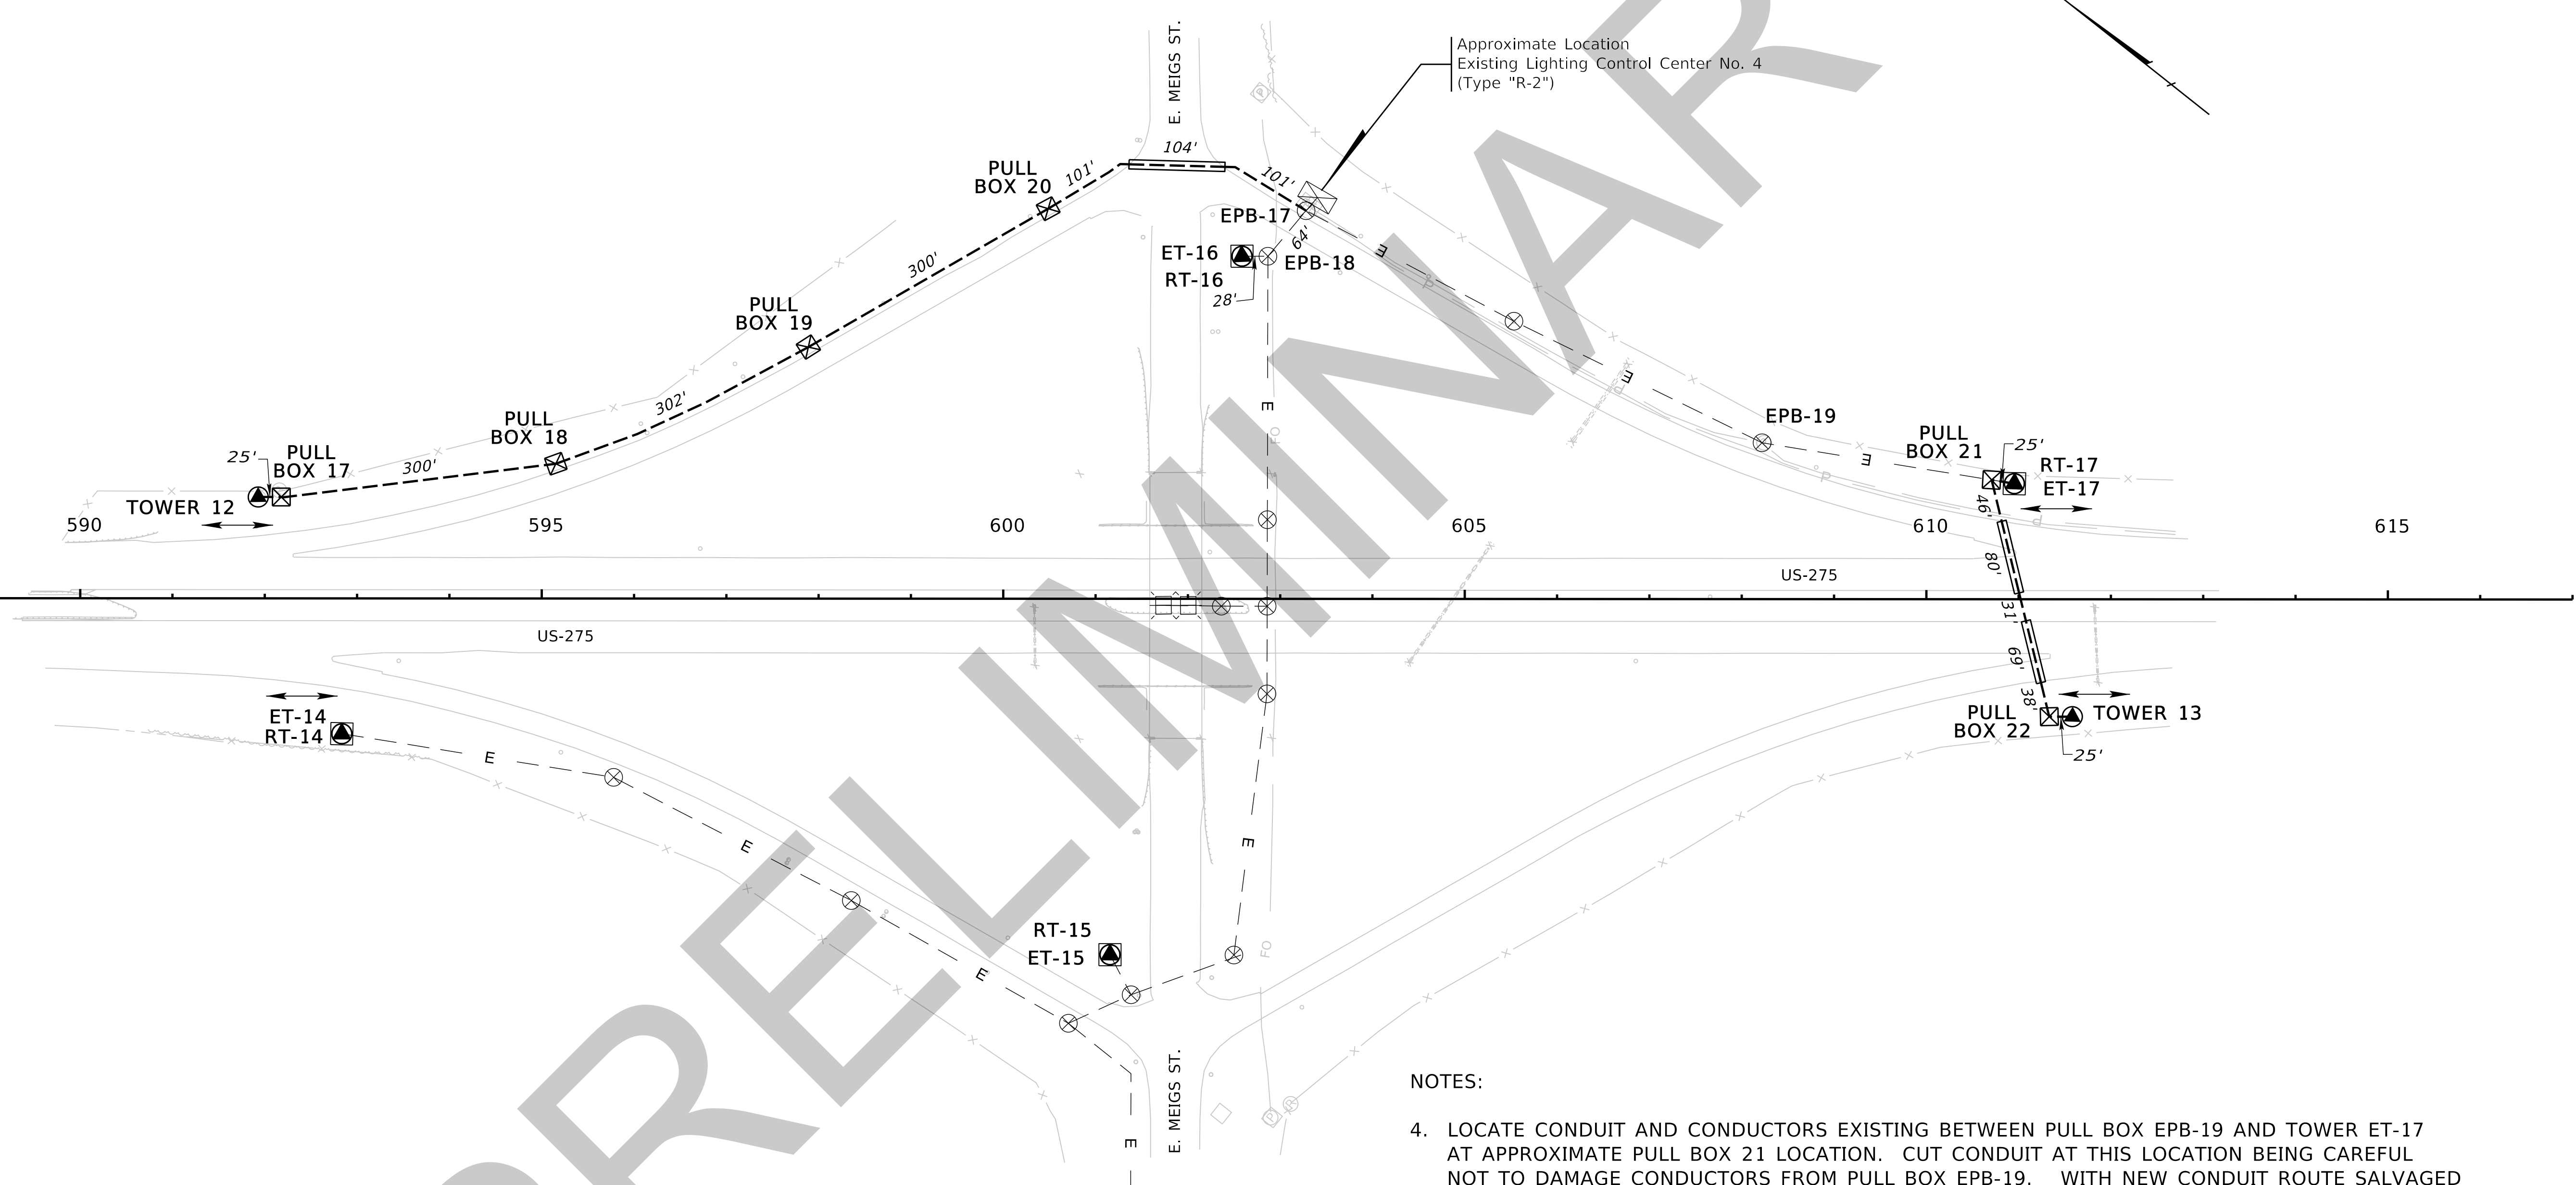 E. MEIGS ST.
Approximate Location
Existing Lighting Control Center No. 4
(Type "R-2")
P
104'
PULL
BOX 20
101'
101'
EPB-17
64'
ET-16
RT-16
28'
EPB-18
E
P
300'
PULL
BOX 19
302'
E
P
E
FO
PULL
BOX 18
EPB-19
PULL
BOX 21
25'
RT-17
ET-17
E
P
25'
PULL
BOX 17
300'
TOWER 12
46'
P
590
595
600
605
610
615
80'
US-275
31'
US-275
69'
38'
ET-14
RT-14
PULL
BOX 22
TOWER 13
25'
E
E
E
RT-15
ET-15
FO
E
E. MEIGS ST.
E
P
R
NOTES:
4. LOCATE CONDUIT AND CONDUCTORS EXISTING BETWEEN PULL BOX EPB-19 AND TOWER ET-17
AT APPROXIMATE PULL BOX 21 LOCATION. CUT CONDUIT AT THIS LOCATION BEING CAREFUL
NOT TO DAMAGE CONDUCTORS FROM PULL BOX EPB-19. WITH NEW CONDUIT ROUTE SALVAGED
PRELIMINAR